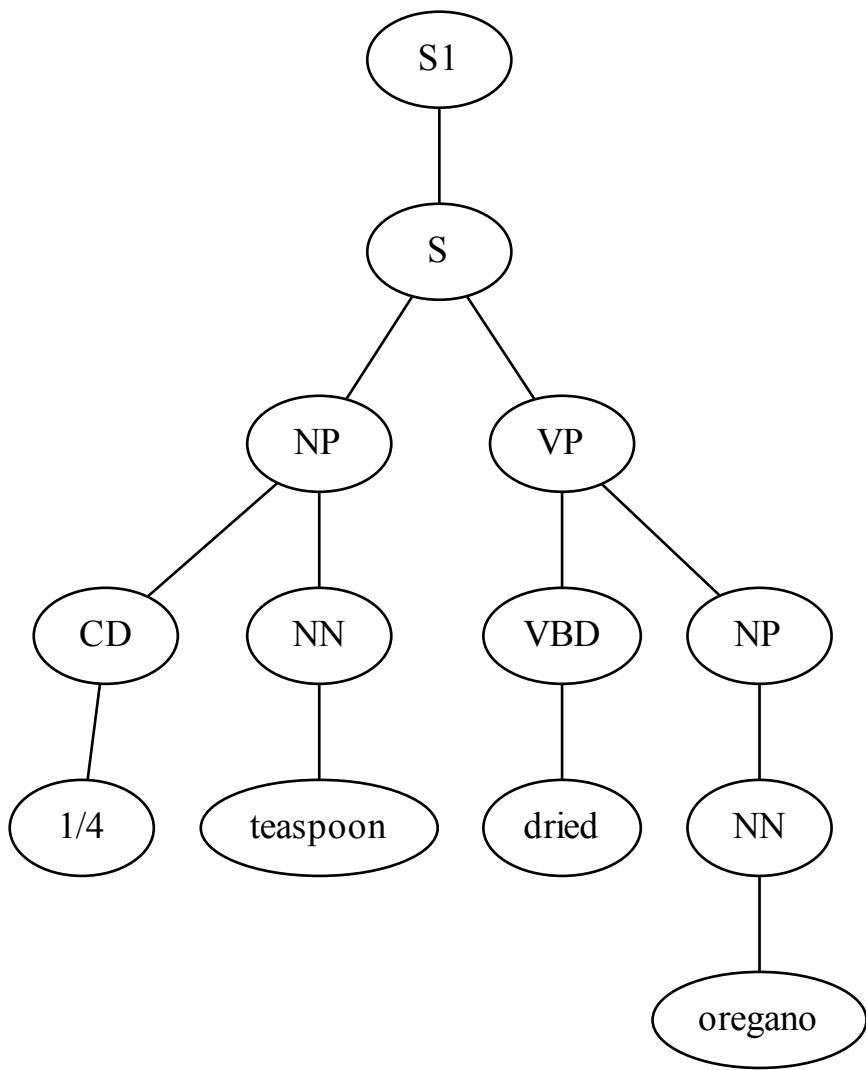 S1
S
NP VP
CD NN VBD NP
1/4 teaspoon dried NN
oregano